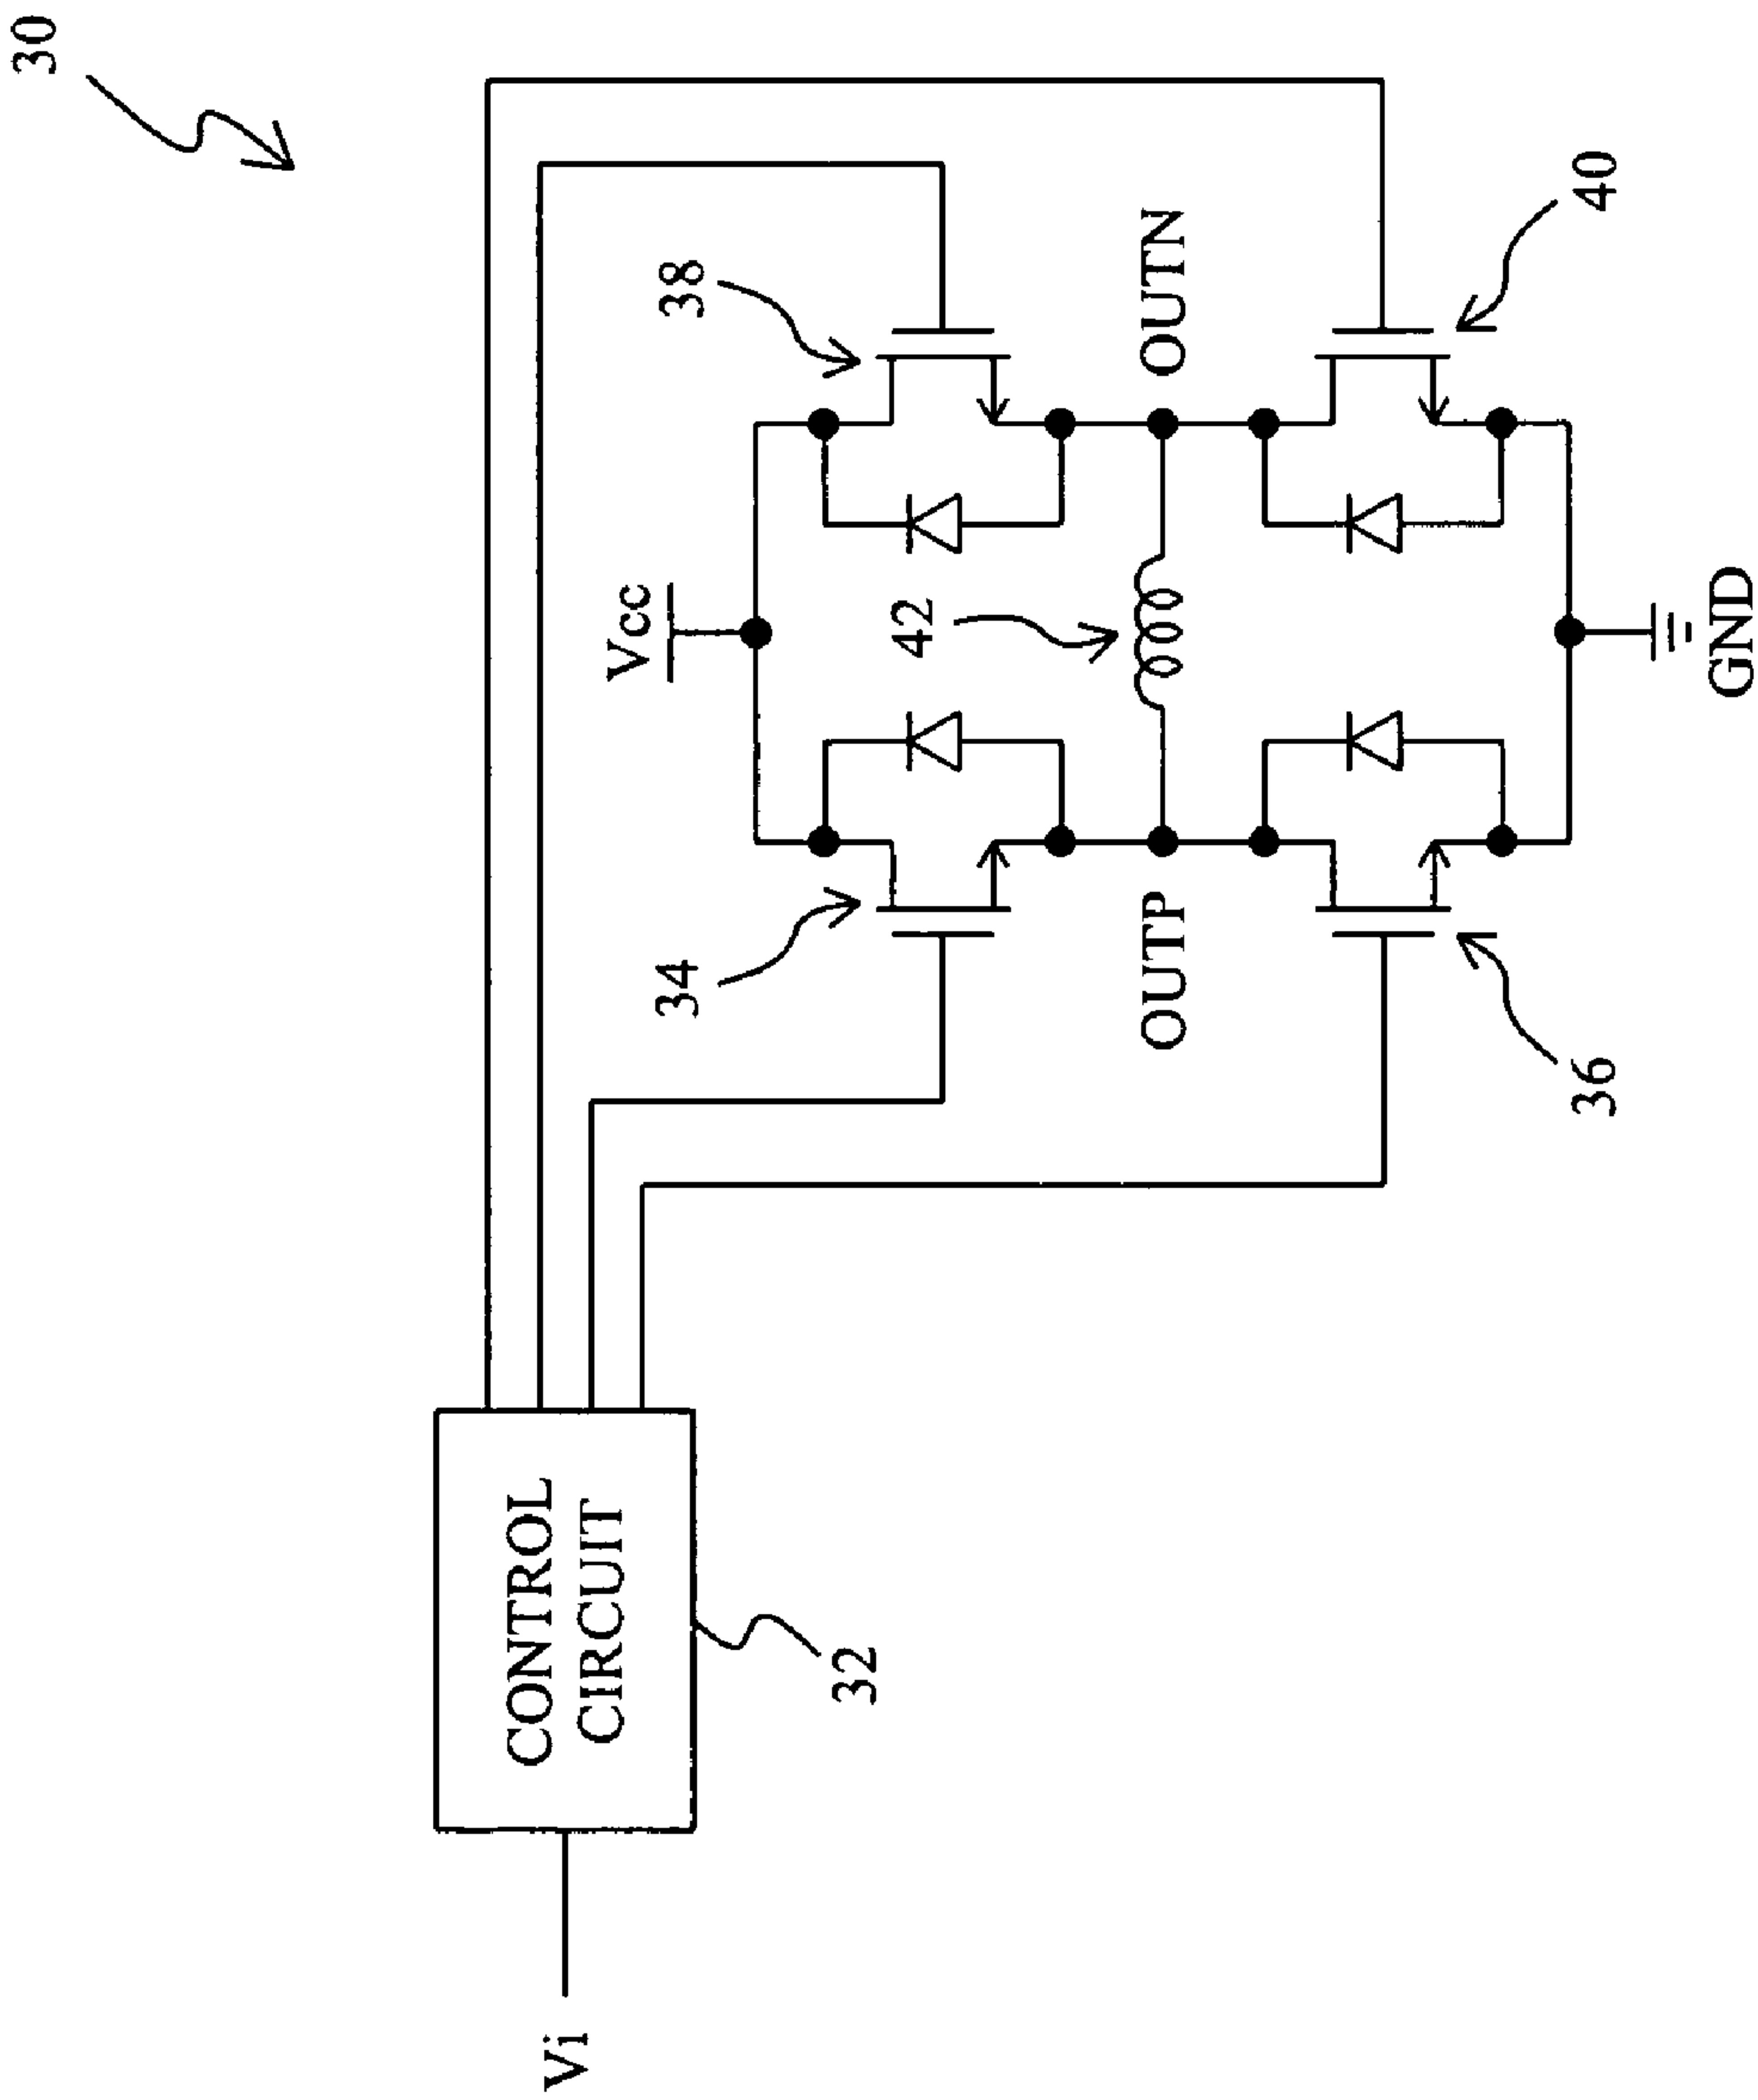 30
Vcc
38
34
42
OUTN
OUTP
40
36
GND
CONTROL
CIRCUIT
32
Vi